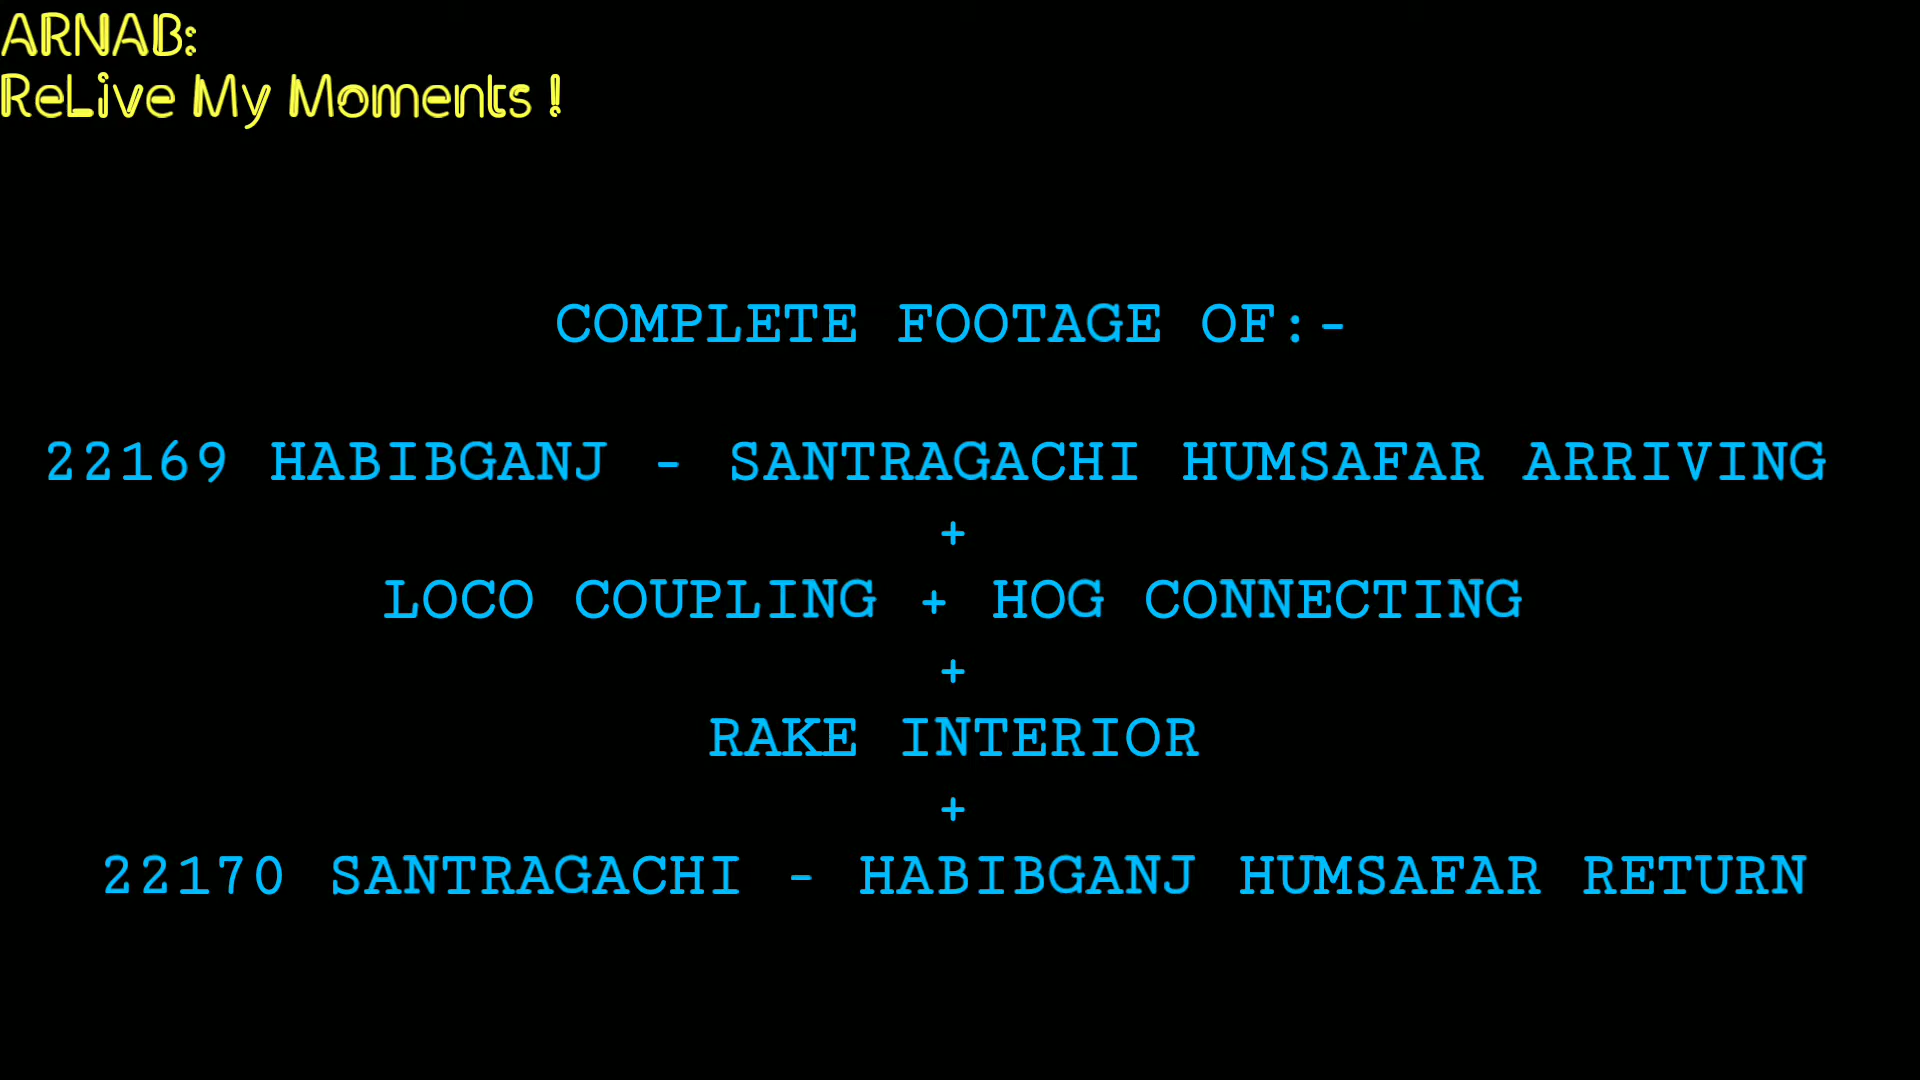 ARNAB:
ReLive My Moments !
COMPLETE FOOTAGE OF:-
22169 HABIBGANJ - SANTRAGACHI HUMSAFAR ARRIVING
+
LOCO COUPLING + HOG CONNECTING
+
RAKE INTERIOR
+
22170 SANTRAGACHI - HABIBGANJ HUMSAFAR RETURN